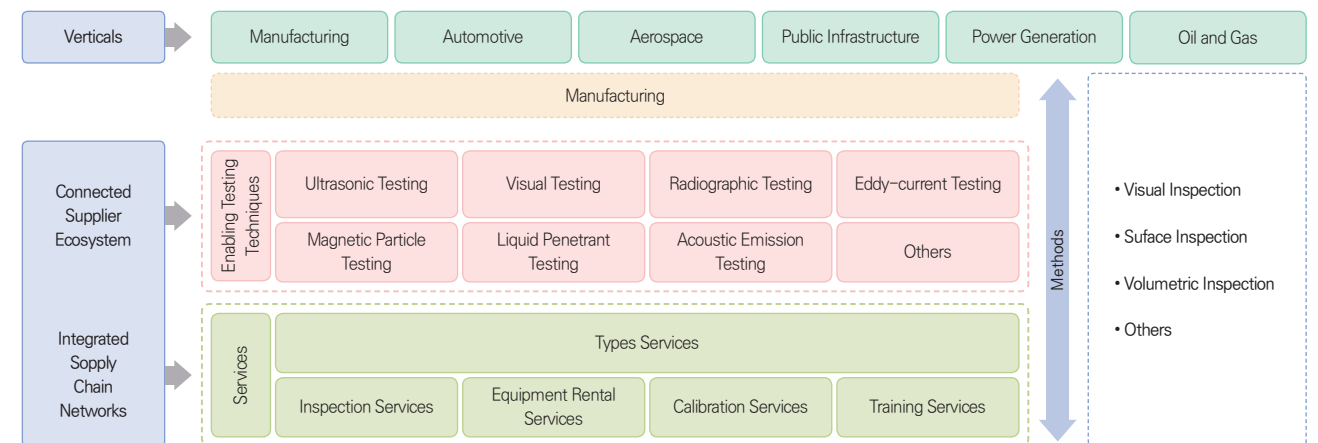 Verticals
Manufacturing
Automotive
Aerospace
Public Infrastructure
Power Generation
Oil and Gas
Manufacturing
Connected
Supplier
Ecosystem
Enabling Testing
Techniques
Ultrasonic Testing
Visual Testing
Radiographic Testing
Eddy-current Testing
Magnetic Particle
Testing
Liquid Penetrant
Testing
Acoustic Emission
Testing
Others
Integrated
Sopply
Chain
Networks
Services
Types Services
Inspection Services
Equipment Rental
Services
Calibration Services
Training Services
Methods
• Visual Inspection
• Suface Inspection
• Volumetric Inspection
• Others